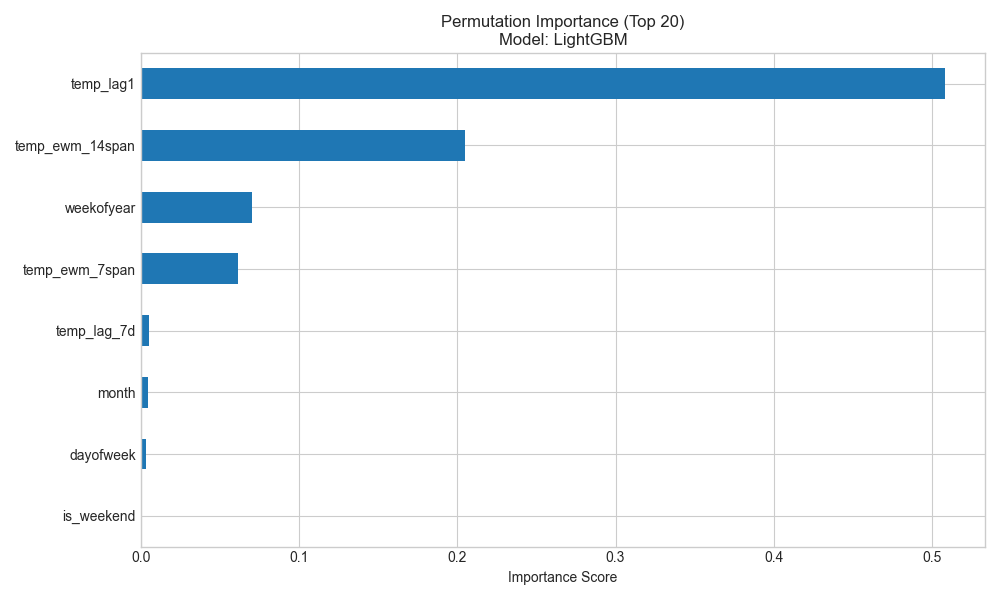 Permutation Importance (Top 20)
Model: LightGBM
temp_lag1
temp_ewm_14span
weekofyear
temp_ewm_7span
temp_lag_7d
month
dayofweek
is_weekend
0.0 0.1 0.2 0.3 0.4 0.5
Importance Score